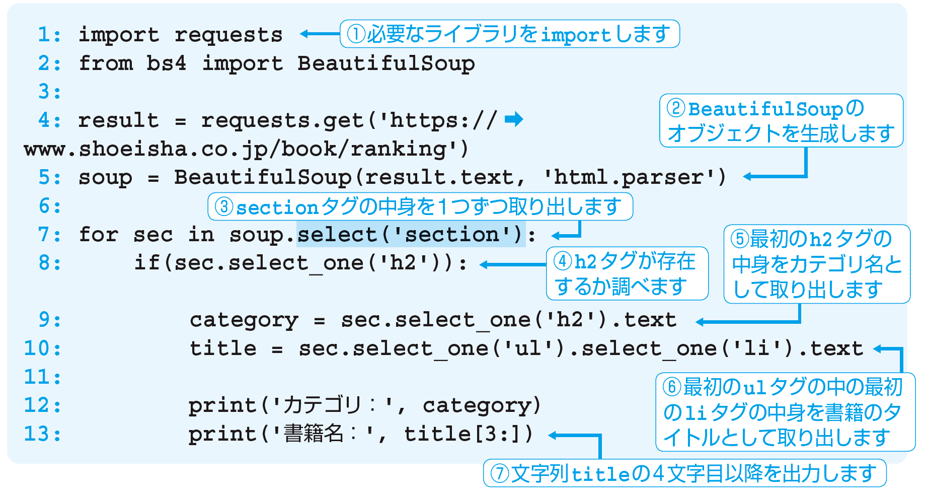 1: import requests
①必要なライブラリをimportします
2: from bs4 import BeautifulSoup
3:
②BeautifulSoupの
オブジェクトを生成します
4: result = requests.get('https://➡
www.shoeisha.co.jp/book/ranking')
5: soup = BeautifulSoup(result.text, 'html.parser')
6:
③sectionタグの中身を1つずつ取り出します
7: for sec in soup.select('section'):
8: if(sec.select_one('h2')):
④h2タグが存在
するか調べます
⑤最初のh2タグの
中身をカテゴリ名と
して取り出します
9: category = sec.select_one('h2').text
10: title = sec.select_one('ul').select_one('li').text
11:
⑥最初のulタグの中の最初
のliタグの中身を書籍のタ
イトルとして取り出します
12: print('カテゴリ：', category)
13: print('書籍名：', title[3:])
⑦文字列titleの4文字目以降を出力します